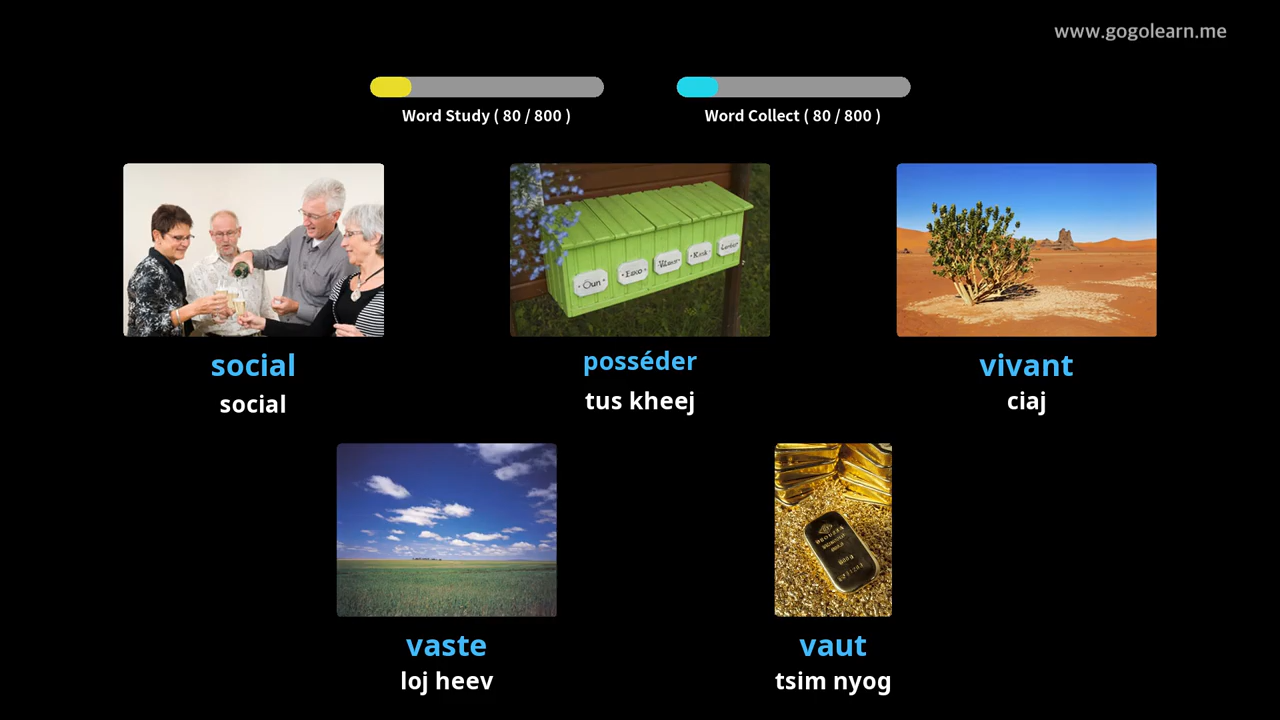 www.gogolearn.me
Word Study ( 80 / 800 )
Word Collect ( 80 / 800 )
social
social
posséder
tus kheej
vivant
ciaj
vaste
loj heev
vaut
tsim nyog